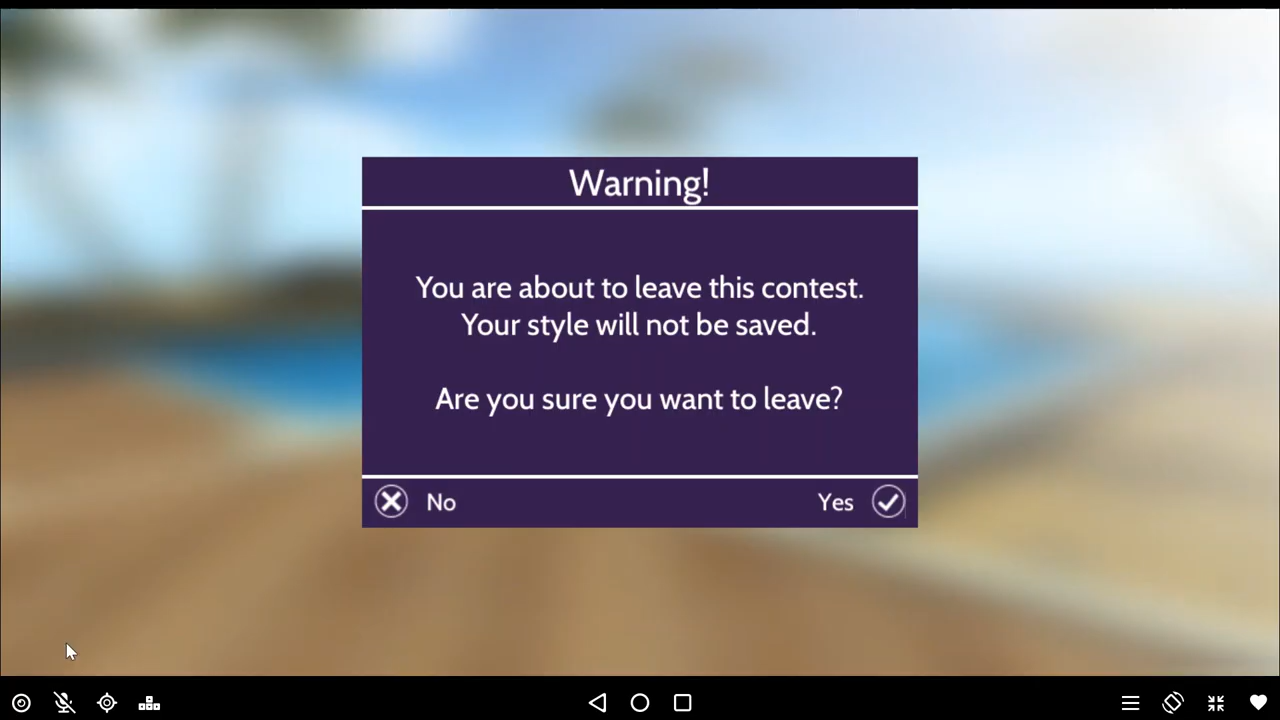 Warning!
You are about to leave this contest.
Your style will not be saved.
Are you sure you want to leave?
No
Yes